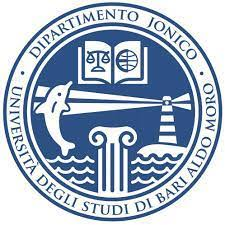 DIPARTIMENTO JONICO
UNIVERSITÀ DEGLI STUDI DI BARI ALDO MORO